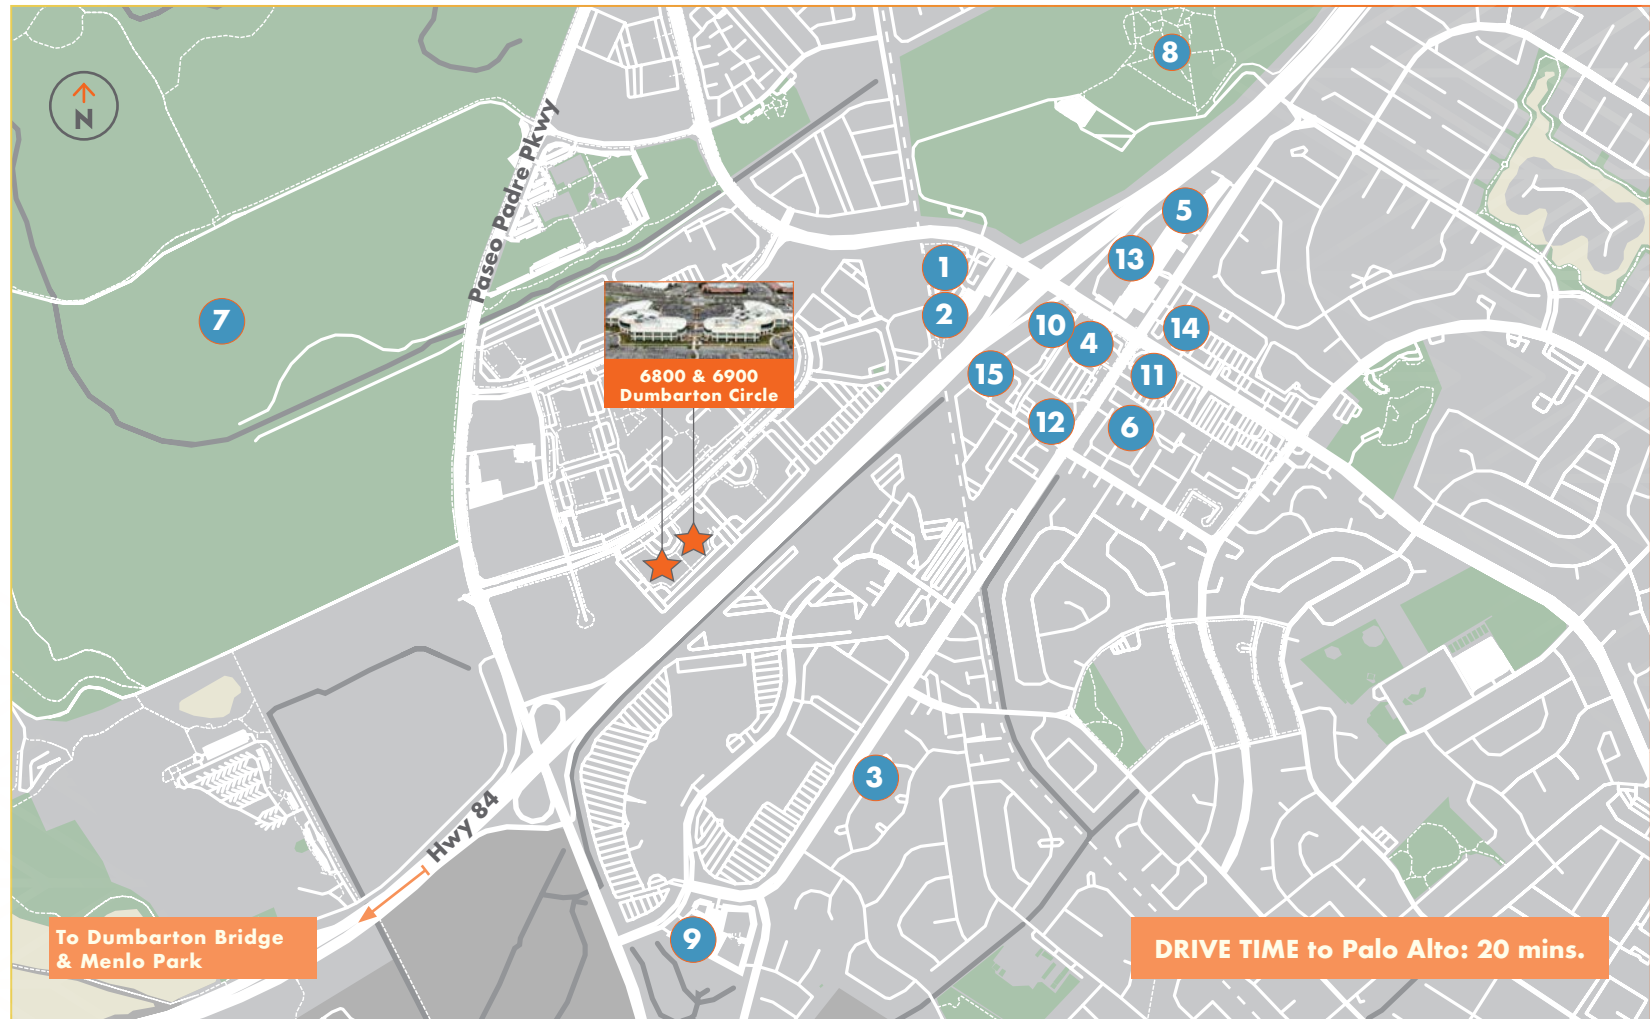 N
Paseo Padre Pkwy
8
5
13
1
2
7
10
4
14
15
11
12
6
6800 & 6900
Dumbarton Circle
3
Hwy 84
9
To Dumbarton Bridge
& Menlo Park
DRIVE TIME to Palo Alto: 20 mins.